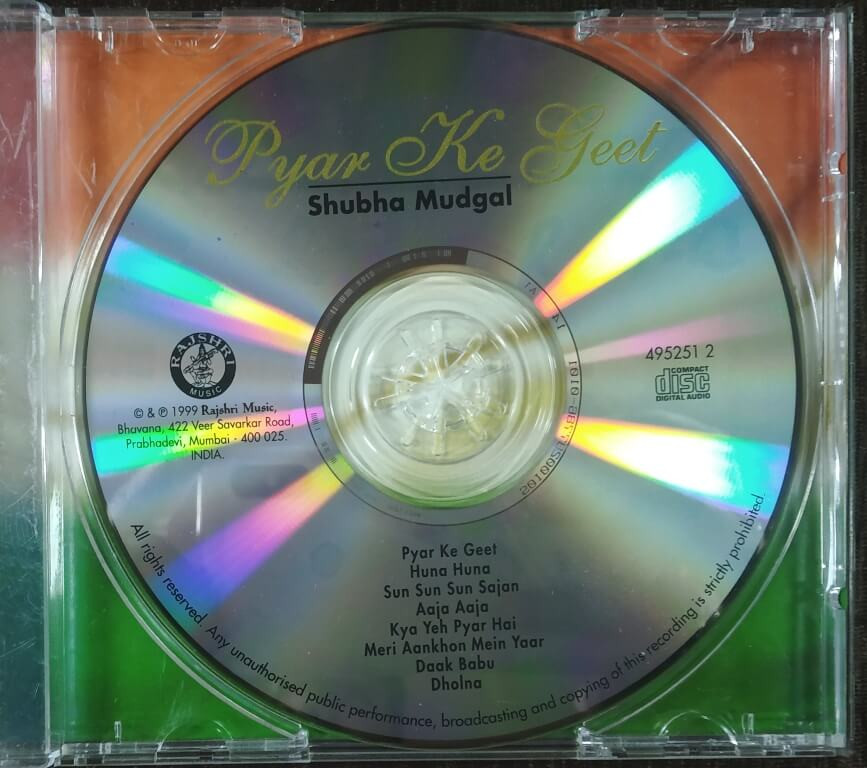 Pyar Ke Geet
Shubha Mudgal
RAJSHRI
MUSIC
© & ℗ 1999 Rajshri Music,
Bhuvana, 422 Veer Savarkar Road,
Prabhadevi, Mumbai - 400 025.
INDIA.
495251 2
COMPACT
disc
DIGITAL AUDIO
Pyar Ke Geet
Huna Huna
Sun Sun Sun Sajan
Aaja Aaja
Kya Yeh Pyar Hai
Meri Aankhon Mein Yaar
Daak Babu
Dholna
All rights reserved. Any unauthorised public performance, broadcasting and copying of this recording is strictly prohibited.